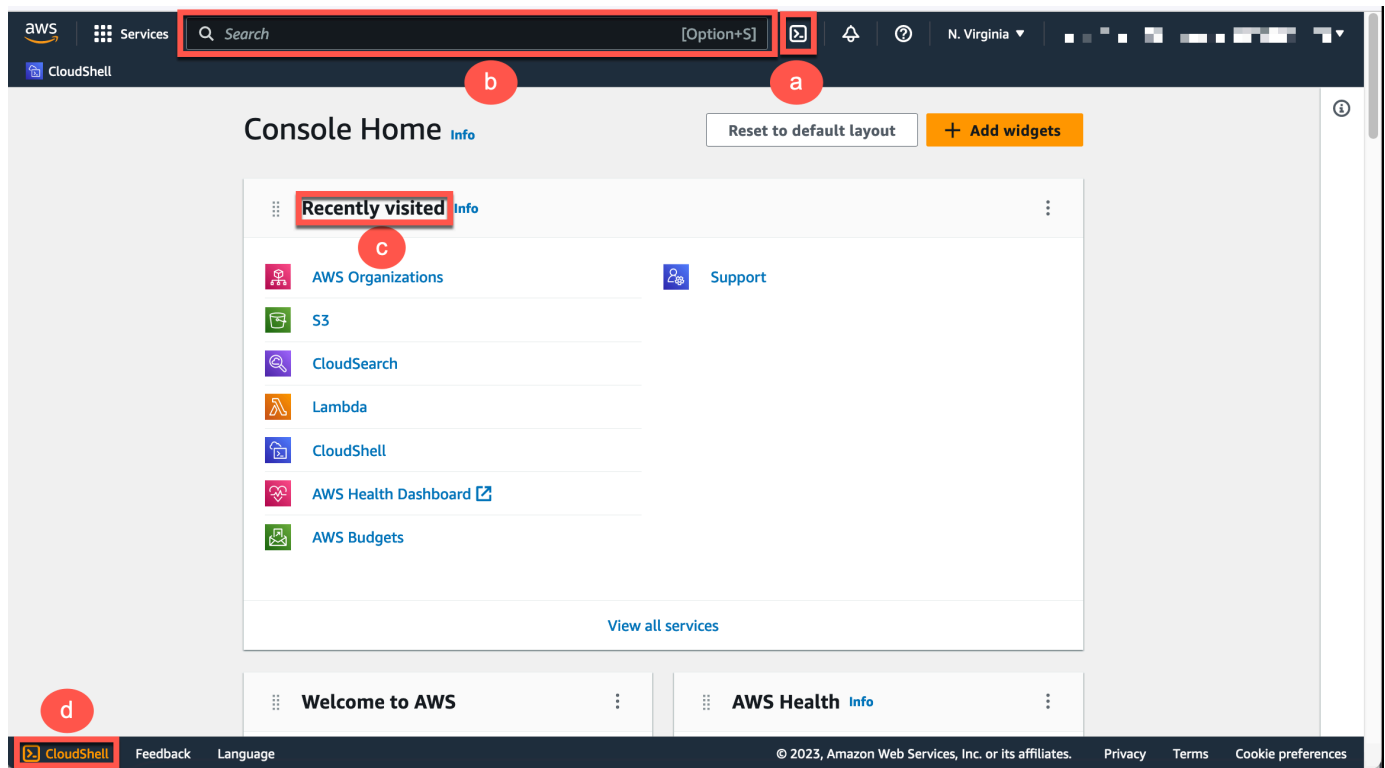 aws Services Search [Option+S] N. Virginia
CloudShell
b
a
Console Home Info
Reset to default layout
+ Add widgets
Recently visited Info
c
AWS Organizations
Support
S3
CloudSearch
Lambda
CloudShell
AWS Health Dashboard
AWS Budgets
View all services
Welcome to AWS
AWS Health Info
d
CloudShell Feedback Language © 2023, Amazon Web Services, Inc. or its affiliates. Privacy Terms Cookie preferences